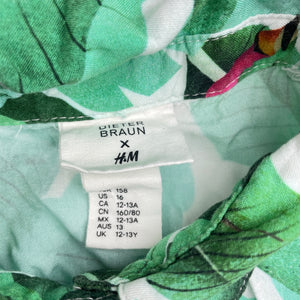 DIETER
BRAUN
X
H&M
158
US 16
CA 12-13A
CN 160/80
MX 12-13A
AUS 13
UK 12-13Y